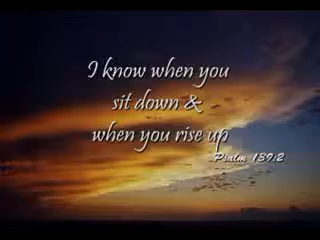 I know when you
sit down &
when you rise up
...Psalm 139:2